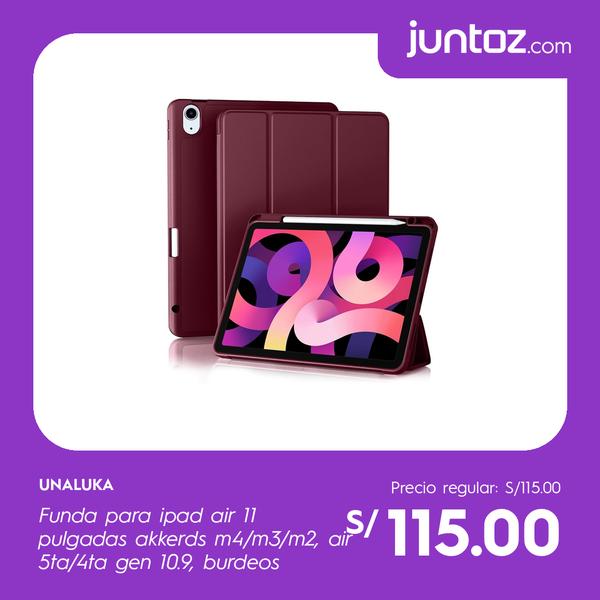 juntoz.com
UNALUKA
Funda para ipad air 11
pulgadas akkerds m4/m3/m2, air
5ta/4ta gen 10.9, burdeos
Precio regular: S/115.00
S/ 115.00